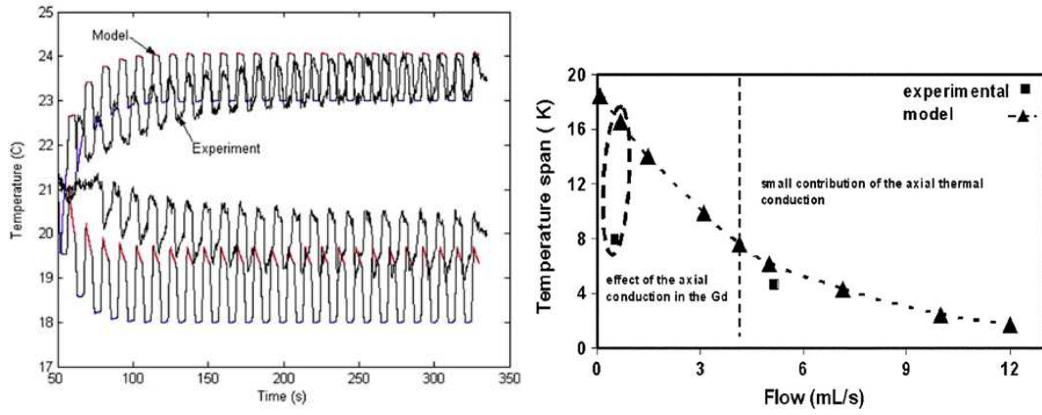 25
24
23
22
21
20
19
18
17
50
100
150
200
250
300
350
Temperature (C)
Time (s)
Model
Experiment
20
16
12
8
4
0
0
3
6
9
12
Temperature span ( K)
Flow (mL/s)
experimental
model
small contribution of the axial thermal
conduction
effect of the axial
conduction in the Gd